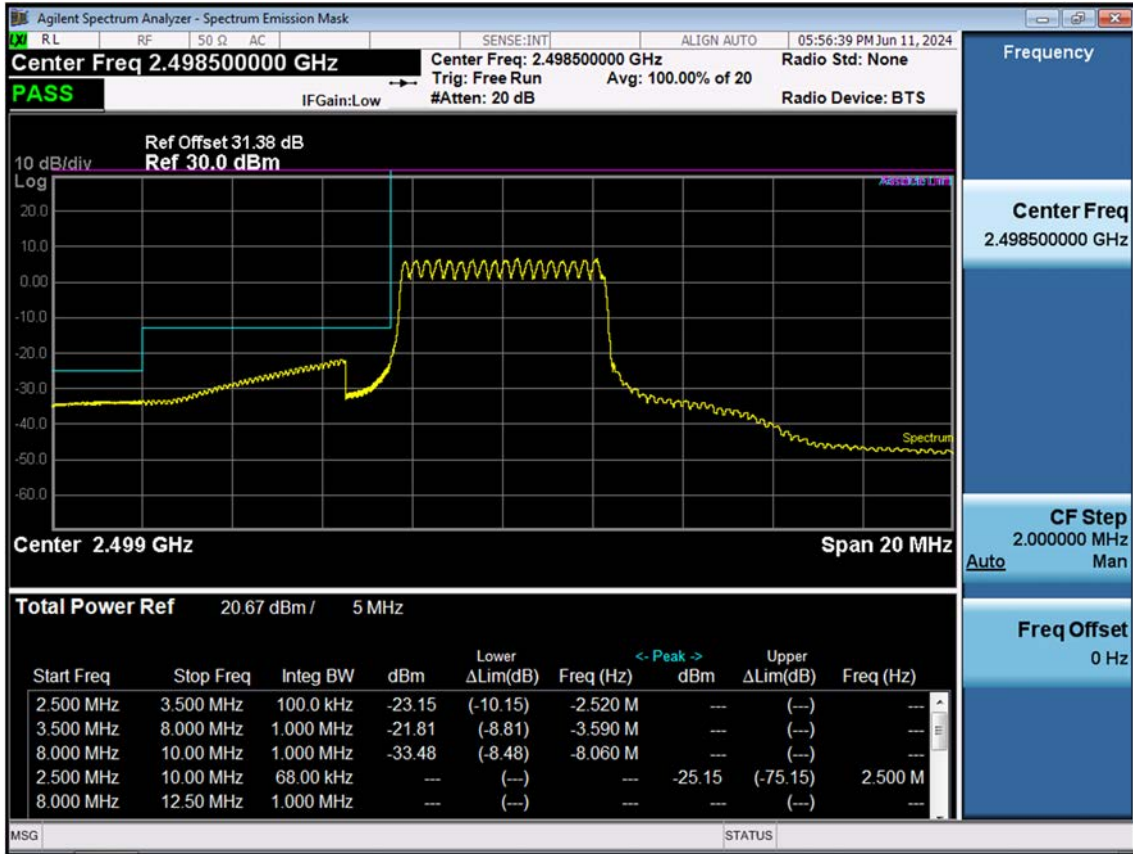 Agilent Spectrum Analyzer - Spectrum Emission Mask
LXI RL RF 50 Ω AC SENSE:INT ALIGN AUTO 05:56:39 PM Jun 11, 2024
Center Freq 2.498500000 GHz Center Freq: 2.498500000 GHz Radio Std: None
Trig: Free Run Avg: 100.00% of 20
PASS IFGain:Low #Atten: 20 dB Radio Device: BTS
Ref Offset 31.38 dB
10 dB/div Ref 30.0 dBm
Log
20.0
10.0
0.00
-10.0
-20.0
-30.0
-40.0
Spectrum
-50.0
-60.0
Center 2.499 GHz Span 20 MHz
Total Power Ref 20.67 dBm / 5 MHz
Lower <- Peak -> Upper
Start Freq Stop Freq Integ BW dBm ΔLim(dB) Freq (Hz) dBm ΔLim(dB) Freq (Hz)
2.500 MHz 3.500 MHz 100.0 kHz -23.15 (-10.15) -2.520 M --- (---) ---
3.500 MHz 8.000 MHz 1.000 MHz -21.81 (-8.81) -3.590 M --- (---) ---
8.000 MHz 10.00 MHz 1.000 MHz -33.48 (-8.48) -8.060 M --- (---) ---
2.500 MHz 10.00 MHz 68.00 kHz --- (---) --- -25.15 (-75.15) 2.500 M
8.000 MHz 12.50 MHz 1.000 MHz --- (---) --- --- (---) ---
MSG STATUS
Frequency
Center Freq
2.498500000 GHz
CF Step
2.000000 MHz
Auto Man
Freq Offset
0 Hz